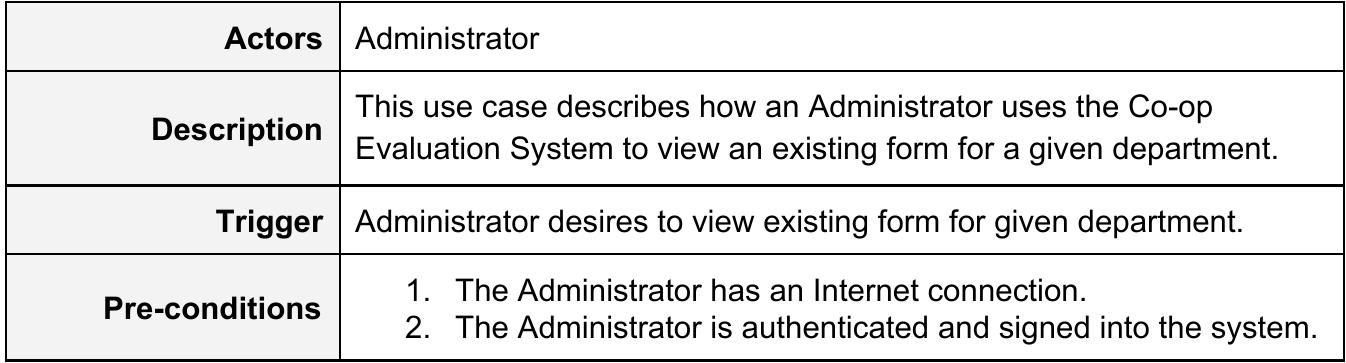 Actors Administrator
Description This use case describes how an Administrator uses the Co-op
Evaluation System to view an existing form for a given department.
Trigger Administrator desires to view existing form for given department.
Pre-conditions 1. The Administrator has an Internet connection.
2. The Administrator is authenticated and signed into the system.